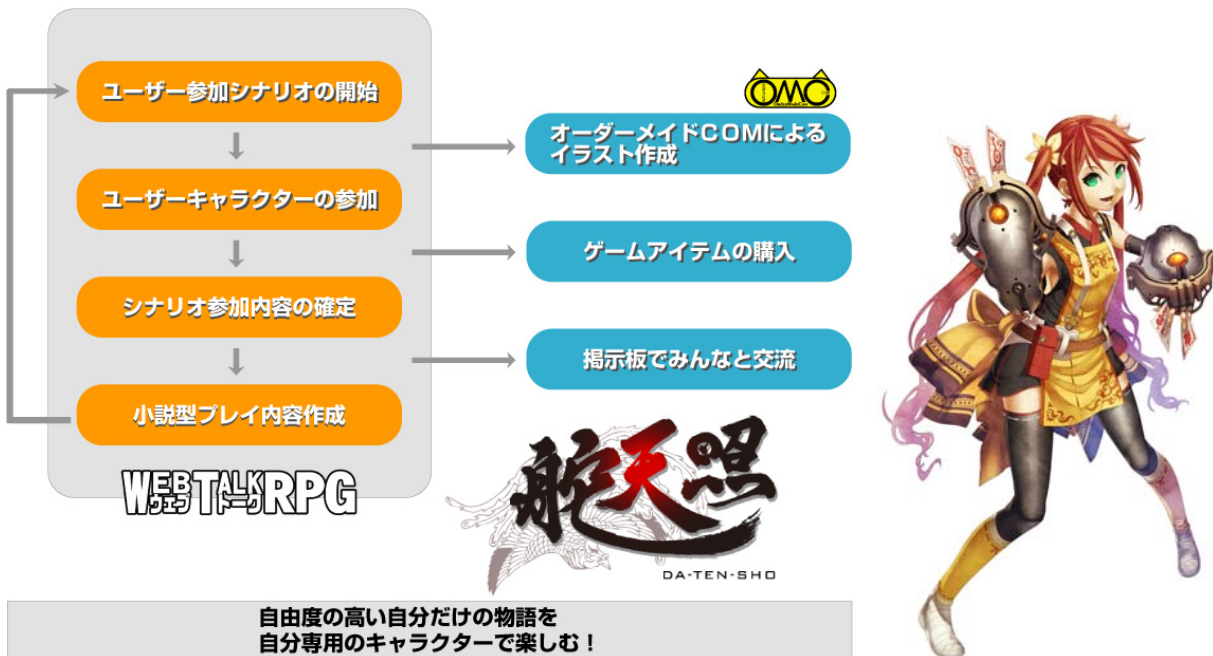 ユーザー参加シナリオの開始
ユーザーキャラクターの参加
シナリオ参加内容の確定
小説型プレイ内容作成
WEB TALK RPG
ウェブ トーク
OMC
オーダーメイドCOMによる
イラスト作成
ゲームアイテムの購入
掲示板でみんなと交流
舵天照
DA-TEN-SHO
自由度の高い自分だけの物語を
自分専用のキャラクターで楽しむ！